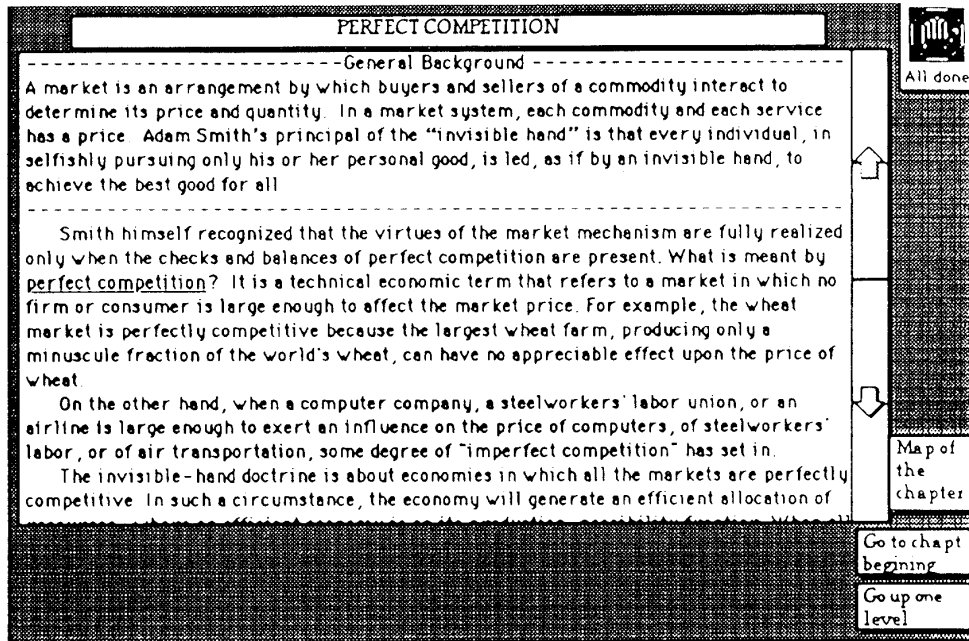 PERFECT COMPETITION
All done
- - - - - - - - - - - - - - - - - - - - - - - - - -General Background - - - - - - - - - - - - - - - - - - - - - - - - - -
A market is an arrangement by which buyers and sellers of a commodity interact to
determine its price and quantity. In a market system, each commodity and each service
has a price. Adam Smith's principal of the "invisible hand" is that every individual, in
selfishly pursuing only his or her personal good, is led, as if by an invisible hand, to
achieve the best good for all
Smith himself recognized that the virtues of the market mechanism are fully realized
only when the checks and balances of perfect competition are present. What is meant by
perfect competition? It is a technical economic term that refers to a market in which no
firm or consumer is large enough to affect the market price. For example, the wheat
market is perfectly competitive because the largest wheat farm, producing only a
minuscule fraction of the world's wheat, can have no appreciable effect upon the price of
wheat.
On the other hand, when a computer company, a steelworkers' labor union, or an
airline is large enough to exert an influence on the price of computers, of steelworkers'
labor, or of air transportation, some degree of "imperfect competition" has set in.
The invisible-hand doctrine is about economies in which all the markets are perfectly
competitive. In such a circumstance, the economy will generate an efficient allocation of
Map of
the
chapter
Go to chapt
begining
Go up one
level